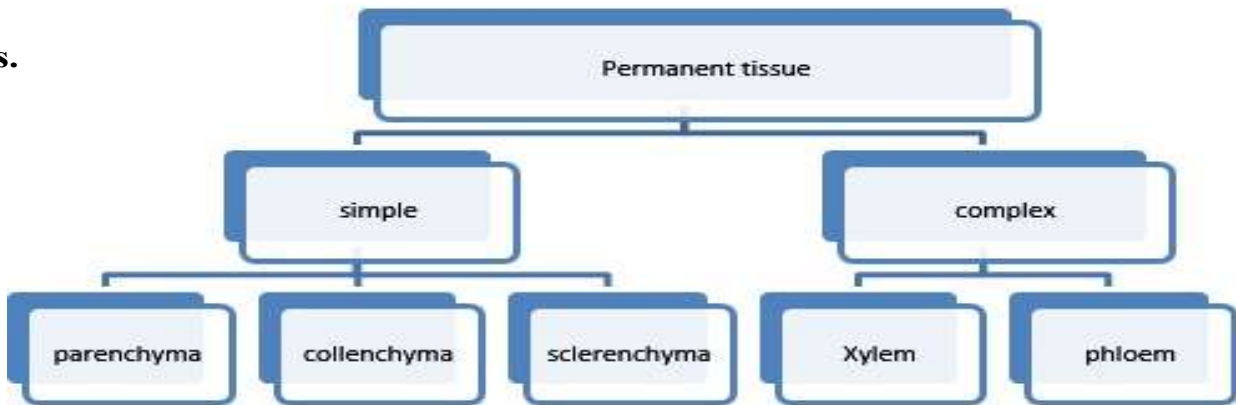 s.
Permanent tissue
simple
complex
parenchyma
collenchyma
sclerenchyma
Xylem
phloem